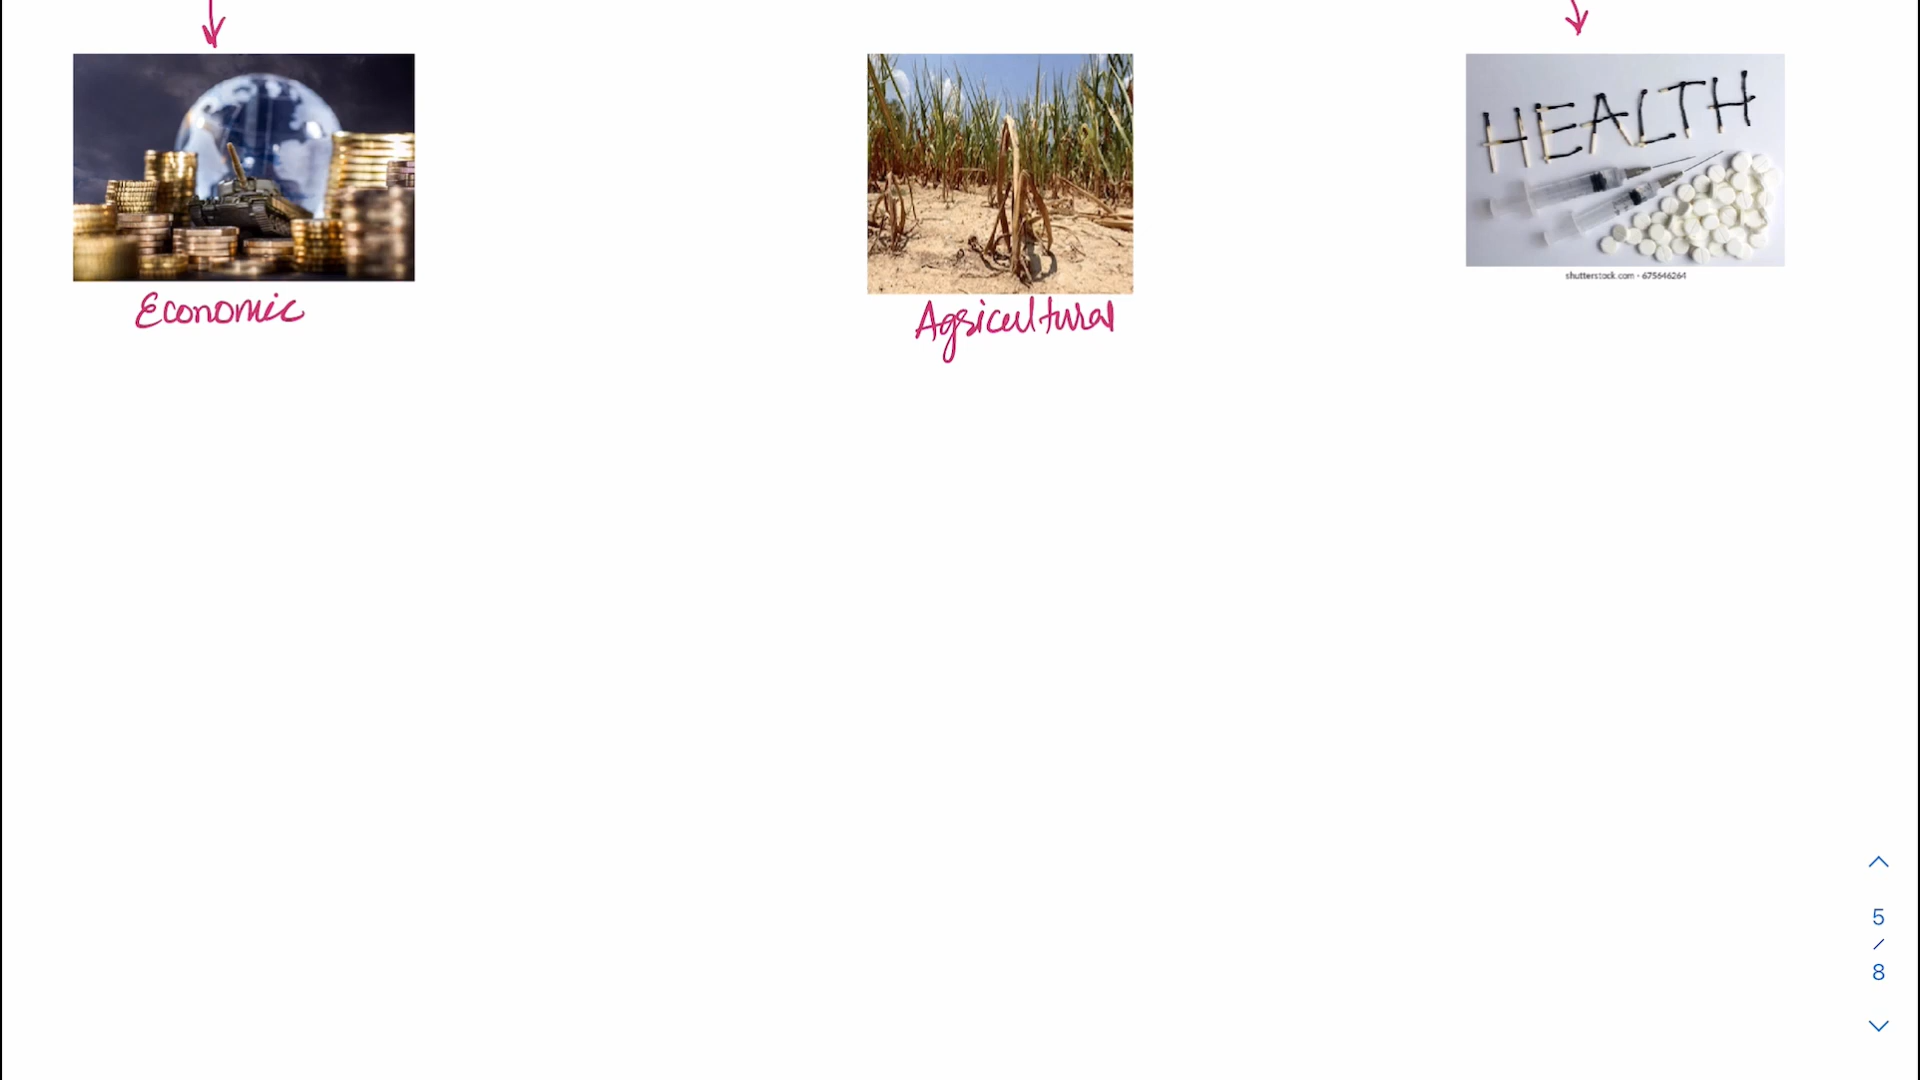 HEALTH
shutterstock.com · 675646264
Economic
Agricultural
5
/
8